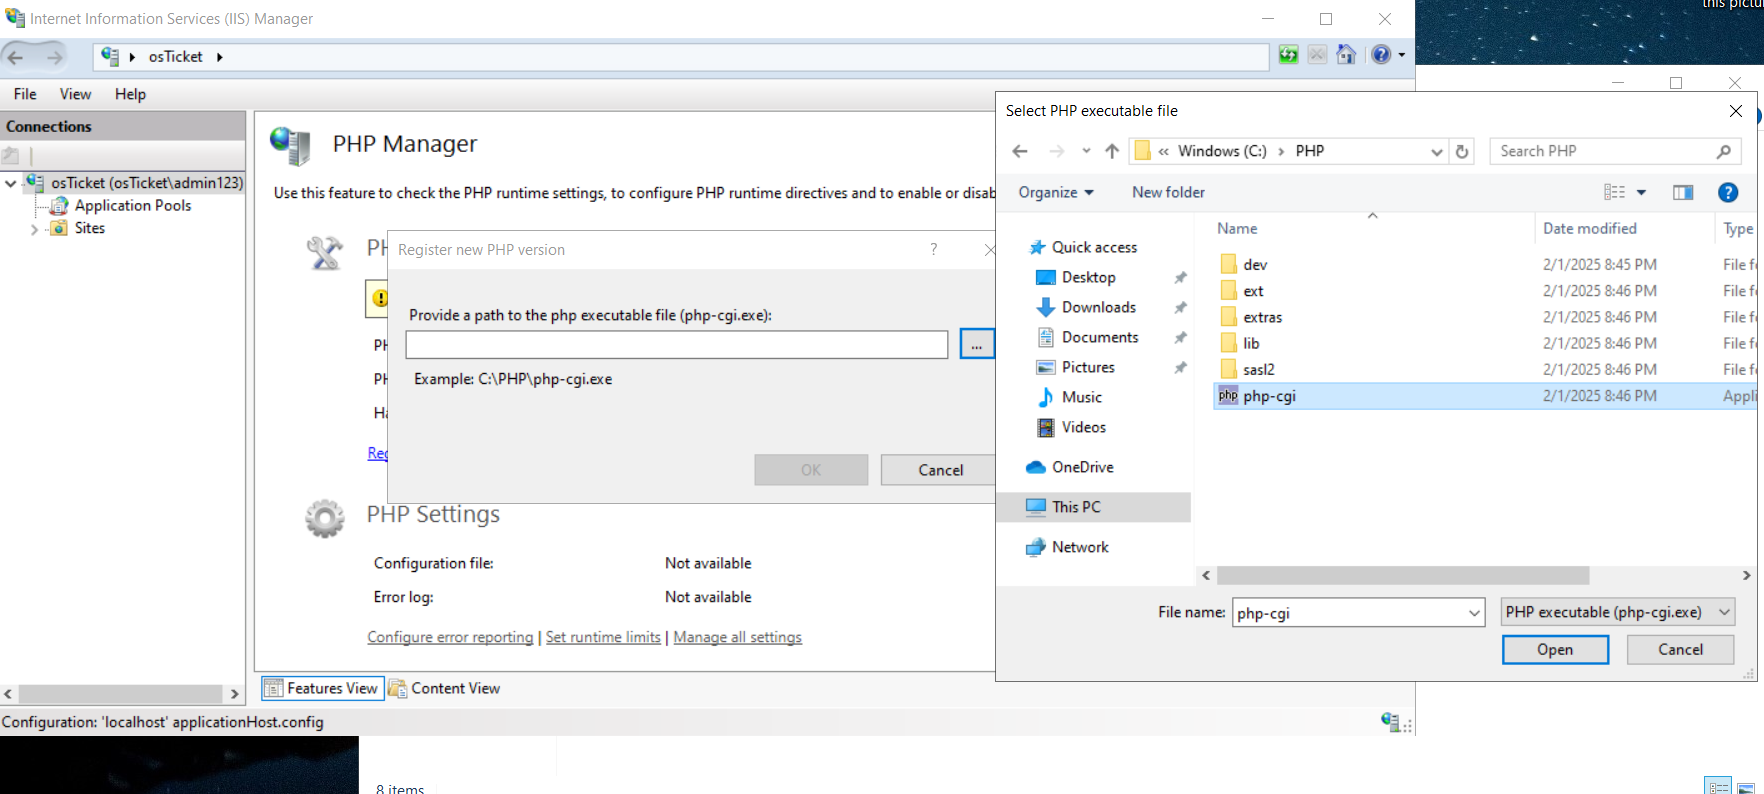 Internet Information Services (IIS) Manager
osTicket
File View Help
Connections
osTicket (osTicket\admin123)
Application Pools
Sites
PHP Manager
Use this feature to check the PHP runtime settings, to configure PHP runtime directives and to enable or disab
Register new PHP version
?
Provide a path to the php executable file (php-cgi.exe):
...
Example: C:\PHP\php-cgi.exe
OK Cancel
PHP Settings
Configuration file: Not available
Error log: Not available
Configure error reporting | Set runtime limits | Manage all settings
Features View Content View
Configuration: 'localhost' applicationHost.config
8 items
Select PHP executable file
« Windows (C:) › PHP
Search PHP
Organize New folder
Quick access
Desktop
Downloads
Documents
Pictures
Music
Videos
OneDrive
This PC
Network
Name Date modified Type
dev 2/1/2025 8:45 PM File f
ext 2/1/2025 8:46 PM File f
extras 2/1/2025 8:46 PM File f
lib 2/1/2025 8:46 PM File f
sasl2 2/1/2025 8:46 PM File f
php php-cgi 2/1/2025 8:46 PM Appli
File name: php-cgi PHP executable (php-cgi.exe)
Open Cancel